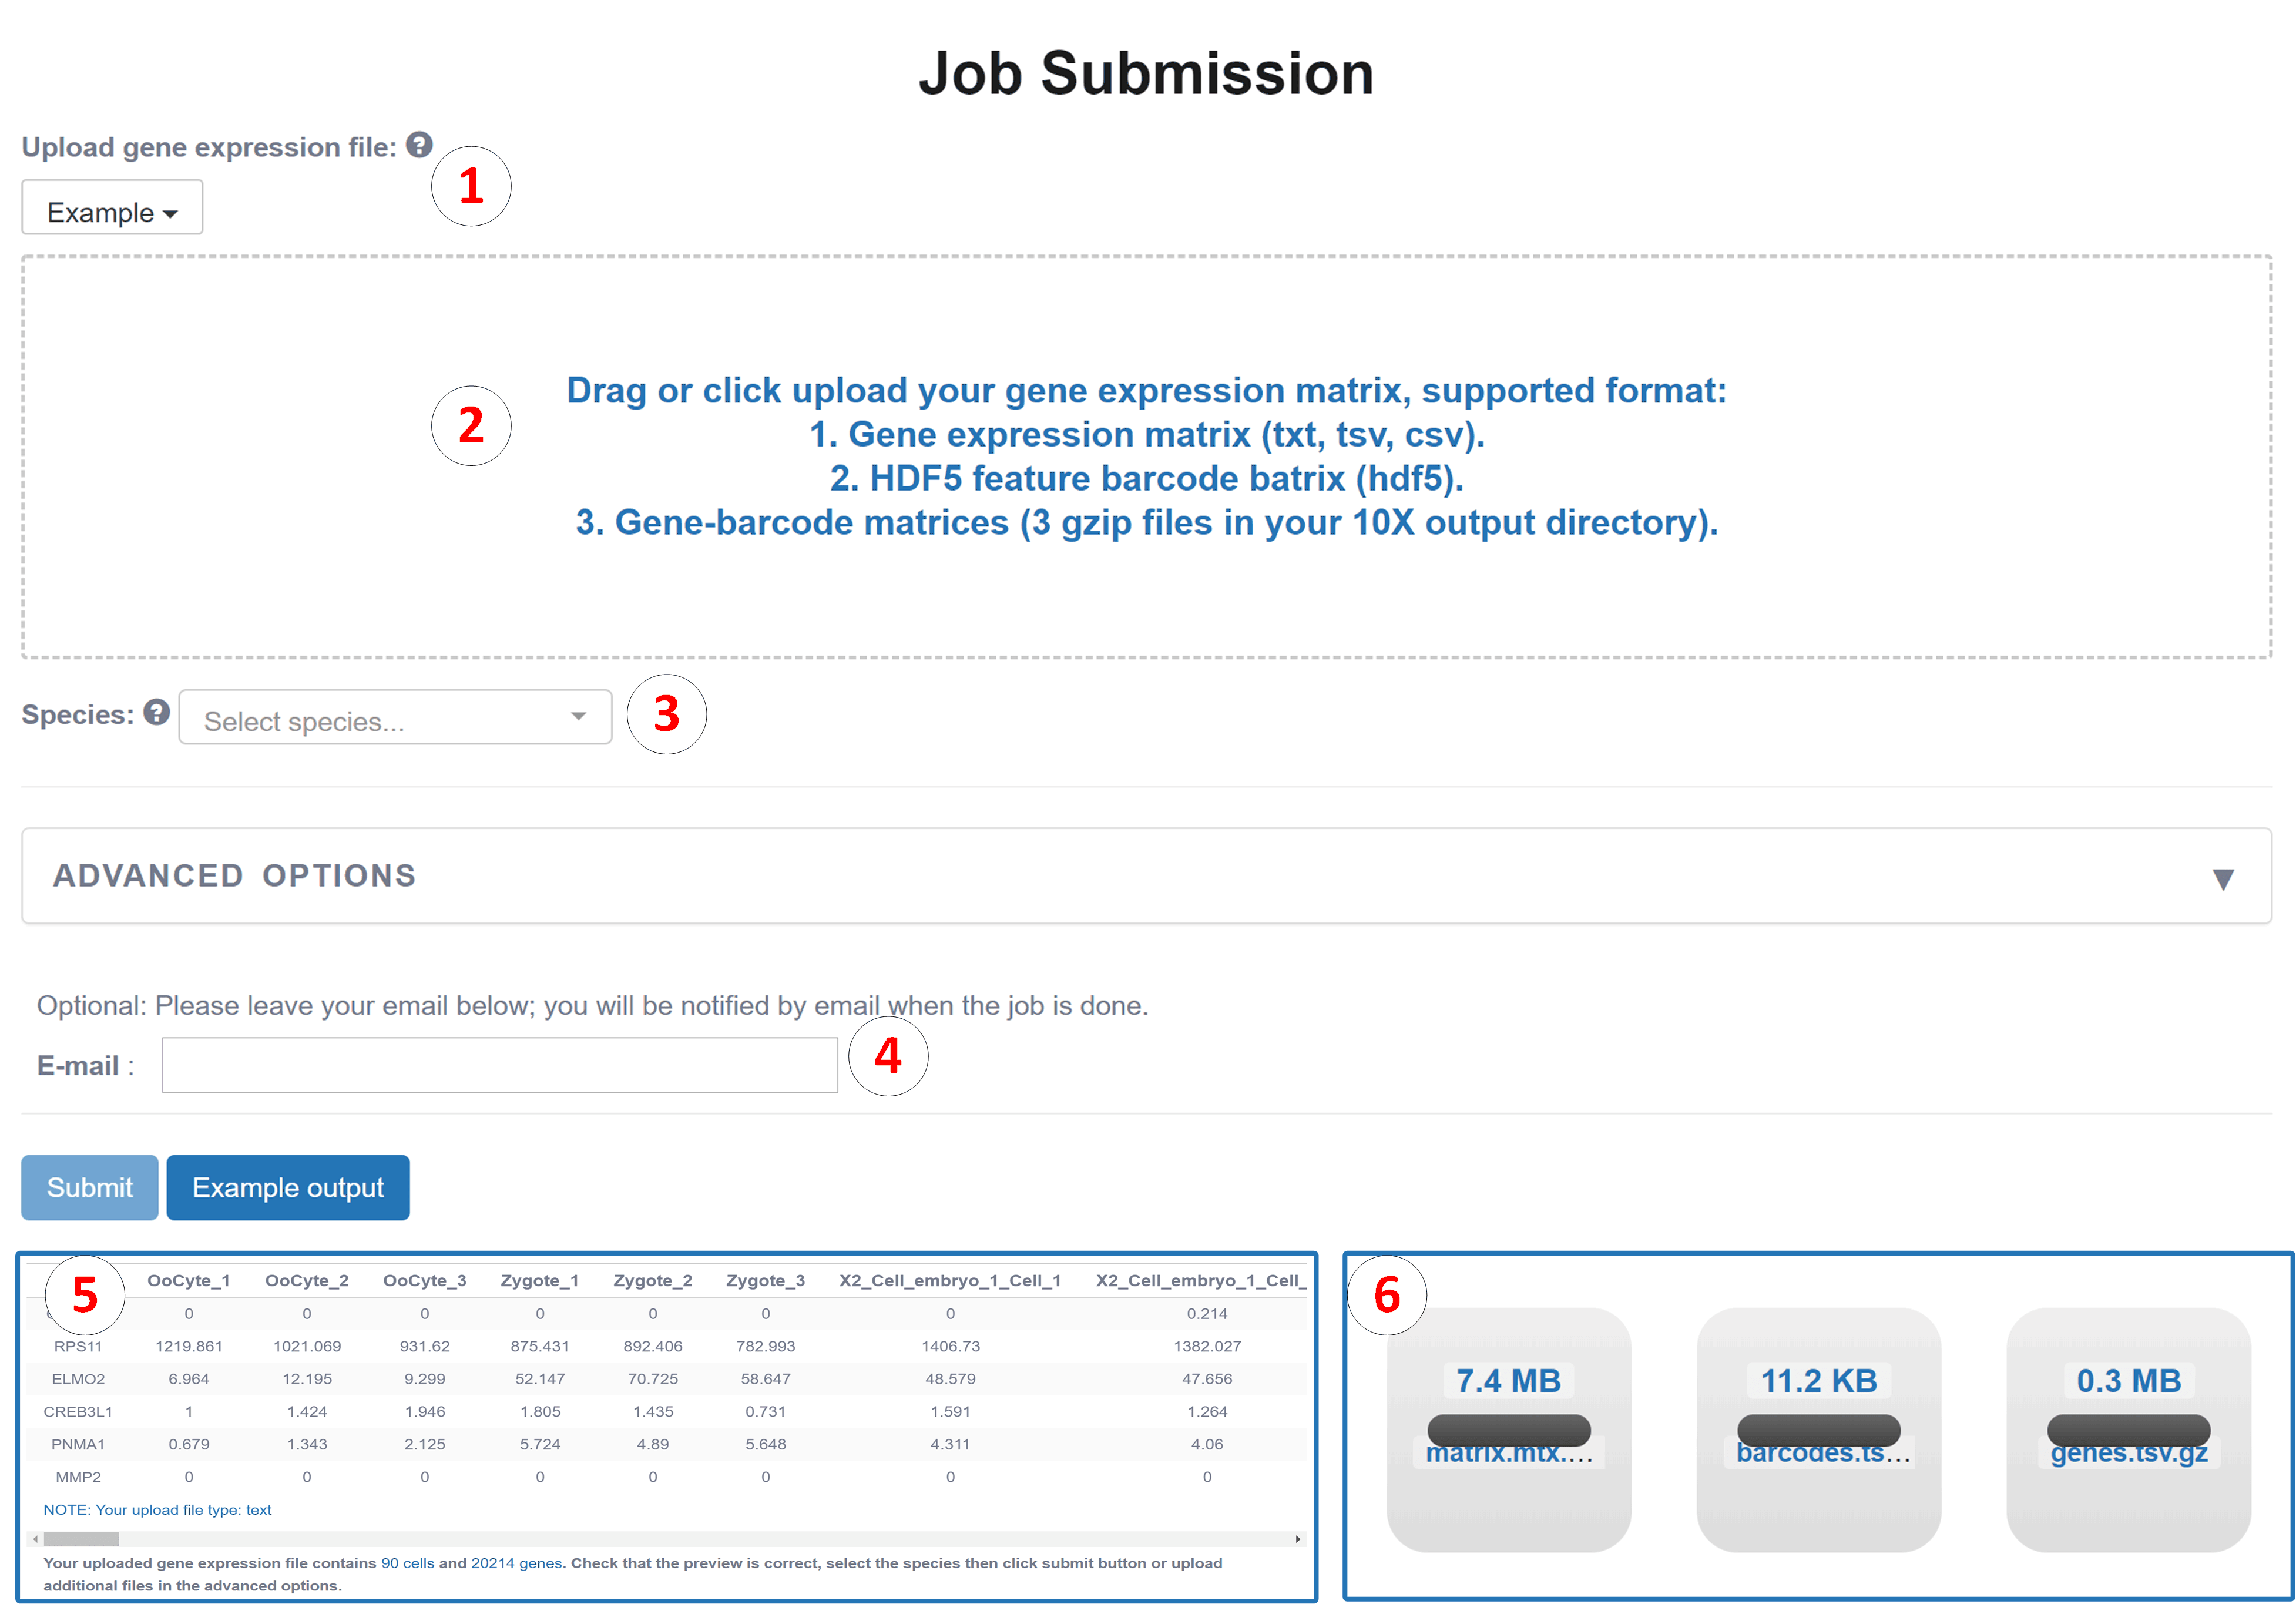 Job Submission
Upload gene expression file: ?
1
Example
Drag or click upload your gene expression matrix, supported format:
1. Gene expression matrix (txt, tsv, csv).
2
2. HDF5 feature barcode batrix (hdf5).
3. Gene-barcode matrices (3 gzip files in your 10X output directory).
Species: ? Select species... 3
ADVANCED OPTIONS
Optional: Please leave your email below; you will be notified by email when the job is done.
E-mail : 4
Submit Example output
5 OoCyte_1 OoCyte_2 OoCyte_3 Zygote_1 Zygote_2 Zygote_3 X2_Cell_embryo_1_Cell_1 X2_Cell_embryo_1_Cell_
0 0 0 0 0 0 0 0.214
RPS11 1219.861 1021.069 931.62 875.431 892.406 782.993 1406.73 1382.027
ELMO2 6.964 12.195 9.299 52.147 70.725 58.647 48.579 47.656
CREB3L1 1 1.424 1.946 1.805 1.435 0.731 1.591 1.264
PNMA1 0.679 1.343 2.125 5.724 4.89 5.648 4.311 4.06
MMP2 0 0 0 0 0 0 0 0
NOTE: Your upload file type: text
Your uploaded gene expression file contains 90 cells and 20214 genes. Check that the preview is correct, select the species then click submit button or upload
additional files in the advanced options.
6
7.4 MB 11.2 KB 0.3 MB
matrix.mtx.... barcodes.ts... genes.tsv.gz